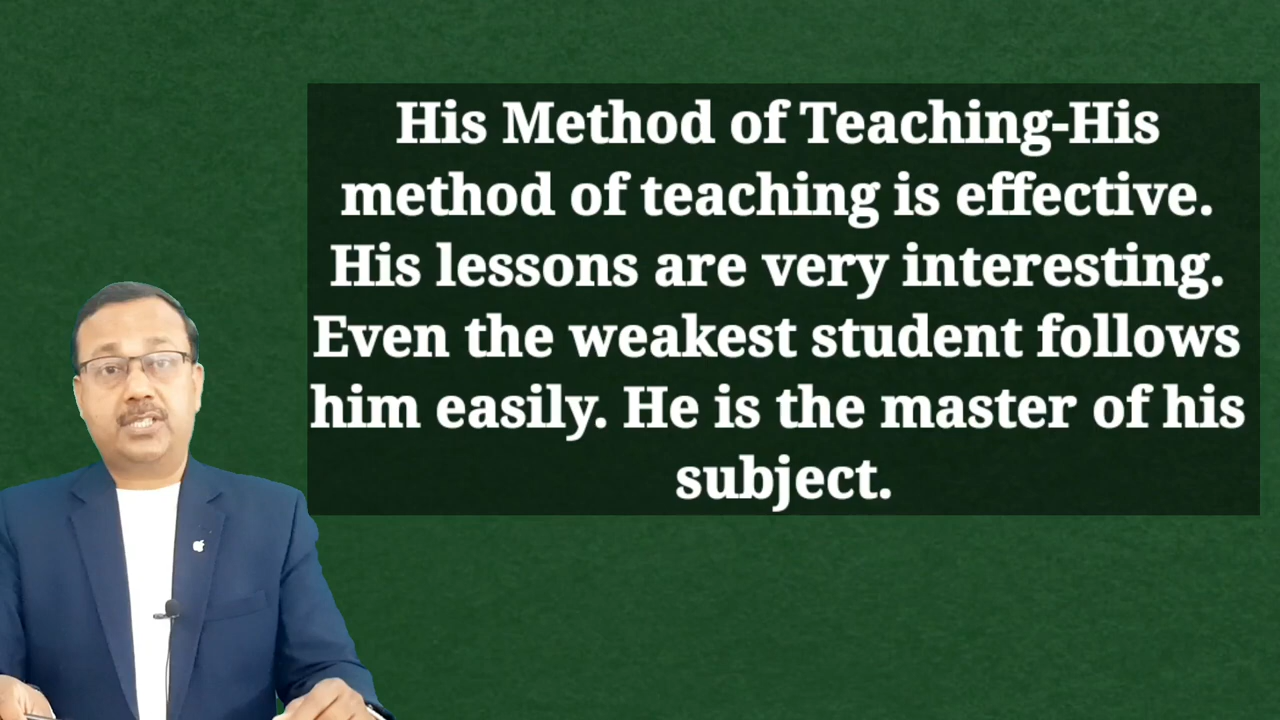 His Method of Teaching-His
method of teaching is effective.
His lessons are very interesting.
Even the weakest student follows
him easily. He is the master of his
subject.